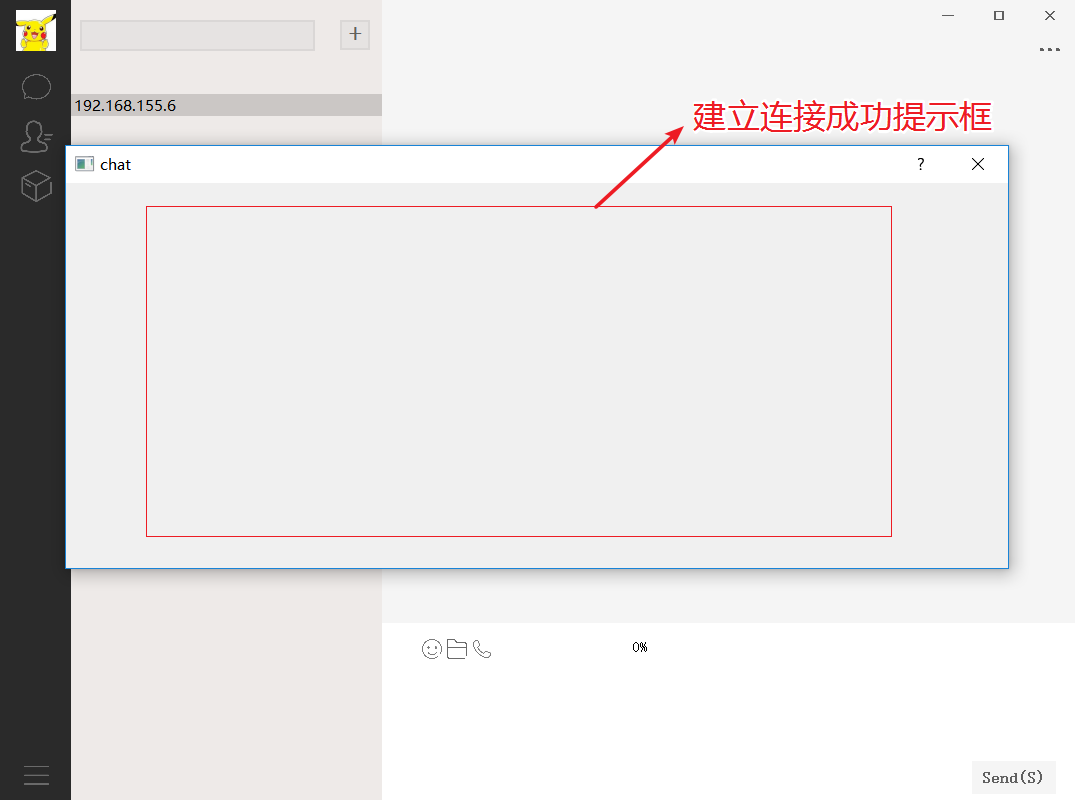 +
192.168.155.6
建立连接成功提示框
chat
?
0%
Send(S)